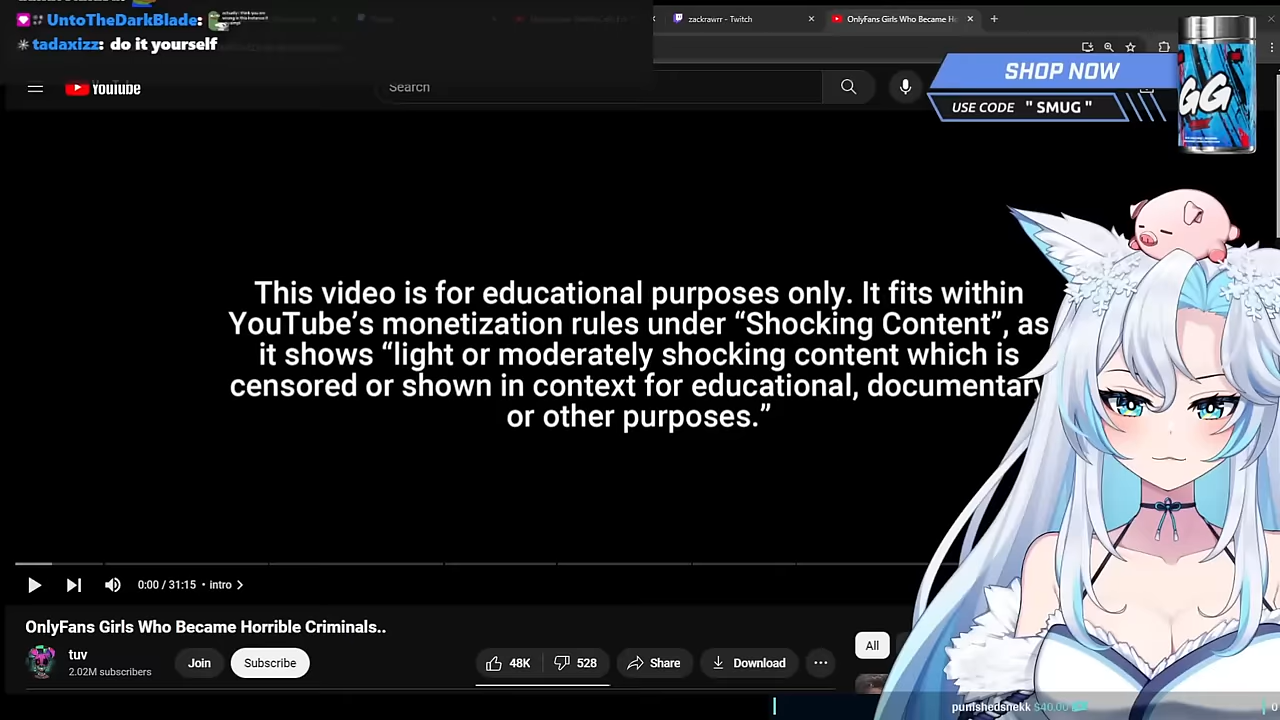 UntoTheDarkBlade:
tadaxizz: do it yourself
zackrawrr - Twitch
OnlyFans Girls Who Became H
YouTube
Search
SHOP NOW
USE CODE " SMUG "
GG
This video is for educational purposes only. It fits within
YouTube’s monetization rules under “Shocking Content”, as
it shows “light or moderately shocking content which is
censored or shown in context for educational, documentary
or other purposes.”
0:00 / 31:15 • intro
OnlyFans Girls Who Became Horrible Criminals..
tuv
2.02M subscribers
Join
Subscribe
48K
528
Share
Download
All
punishedshekk $40.00
0